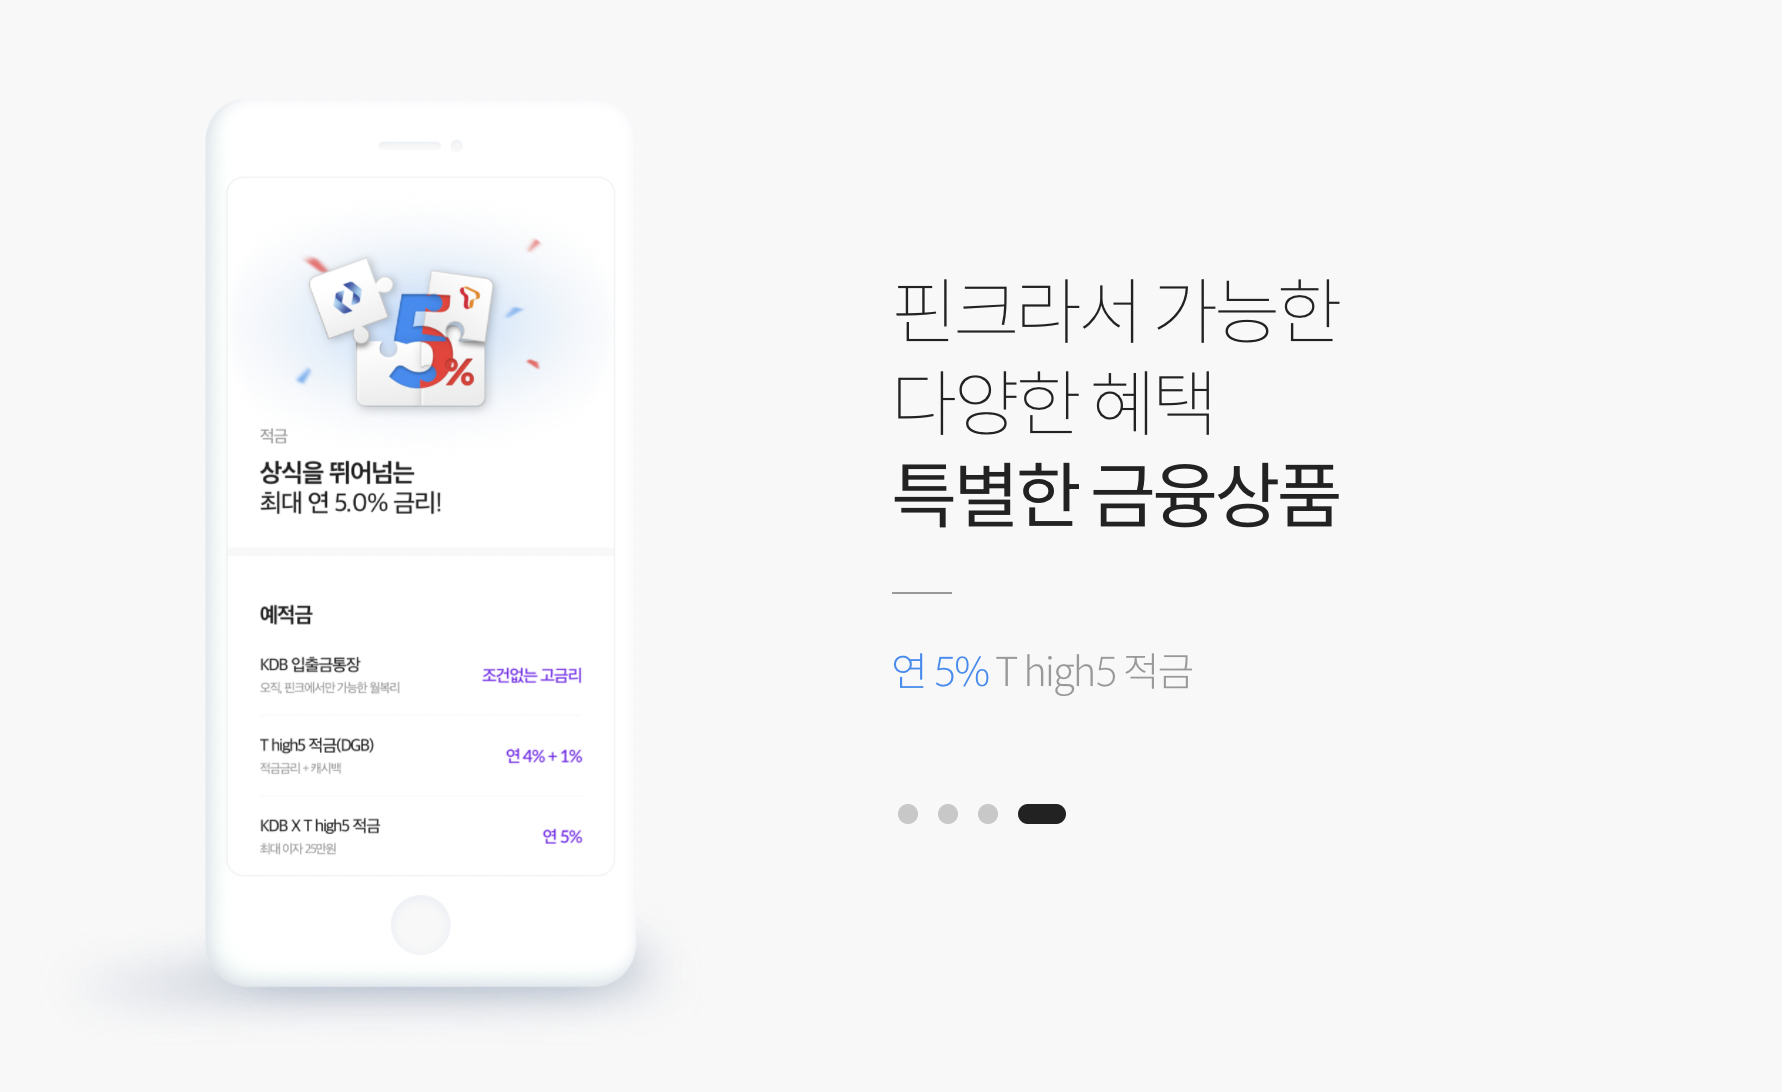 5%
적금
상식을 뛰어넘는
최대 연 5.0% 금리!
예적금
KDB 입출금통장
조건없는 고금리
오직, 핀크에서만 가능한 월복리
T high5 적금(DGB)
연 4% + 1%
적금금리 + 캐시백
KDB X T high5 적금
연 5%
최대 이자 25만원
핀크라서 가능한
다양한 혜택
특별한 금융상품
연 5% T high5 적금